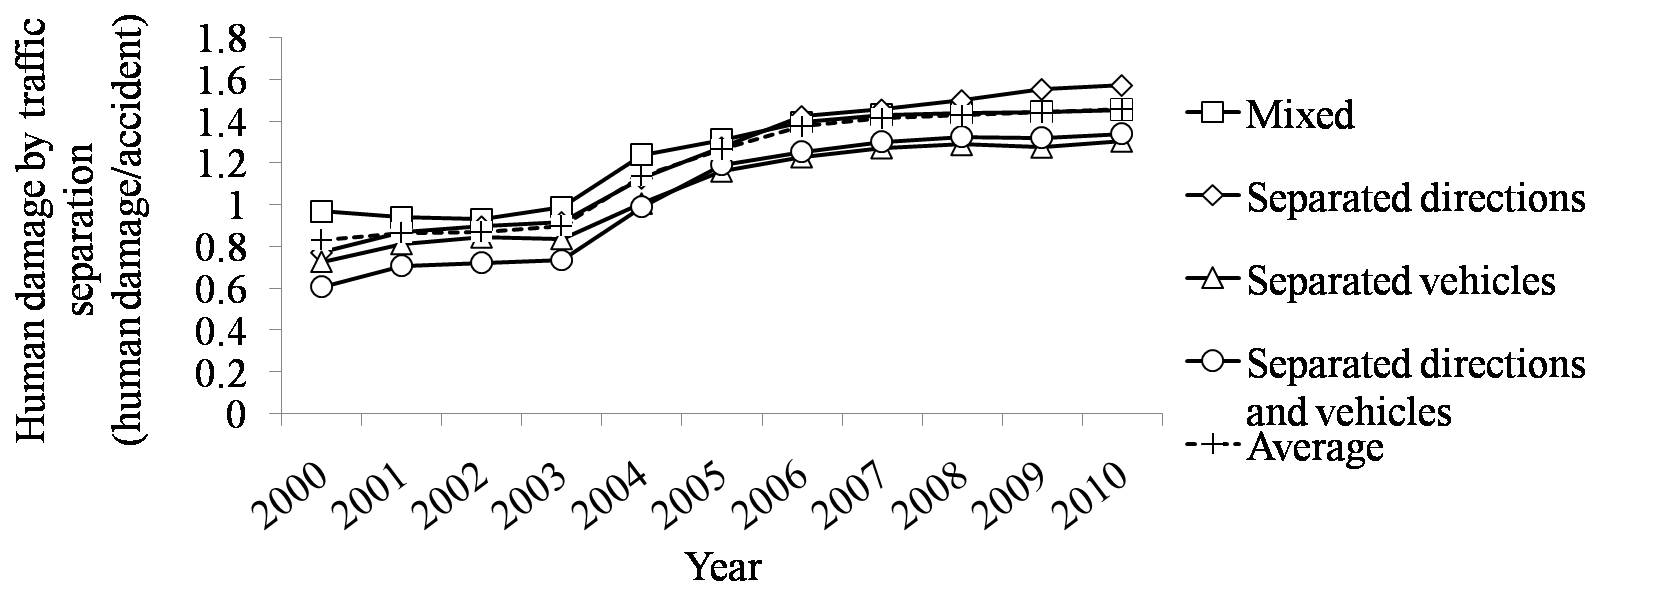 Human damage by traffic
separation
(human damage/accident)
1.8
1.6
1.4
1.2
1
0.8
0.6
0.4
0.2
0
2000
2001
2002
2003
2004
2005
2006
2007
2008
2009
2010
Year
Mixed
Separated directions
Separated vehicles
Separated directions
and vehicles
Average